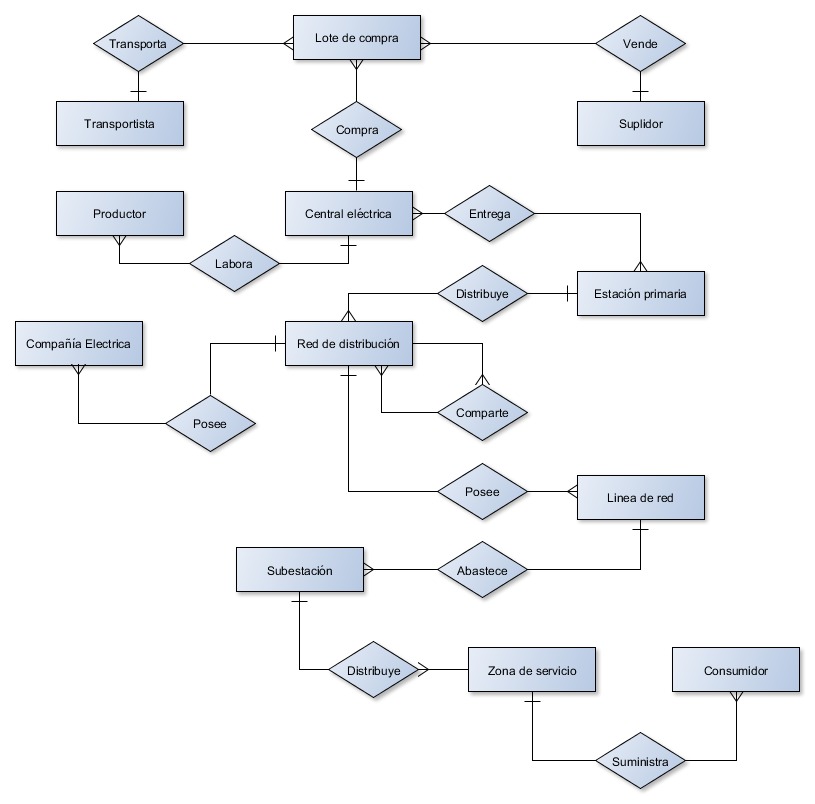 Transporta
Lote de compra
Vende
Transportista
Compra
Suplidor
Productor
Central eléctrica
Entrega
Labora
Distribuye
Estación primaria
Compañía Electrica
Red de distribución
Posee
Comparte
Posee
Linea de red
Subestación
Abastece
Distribuye
Zona de servicio
Consumidor
Suministra